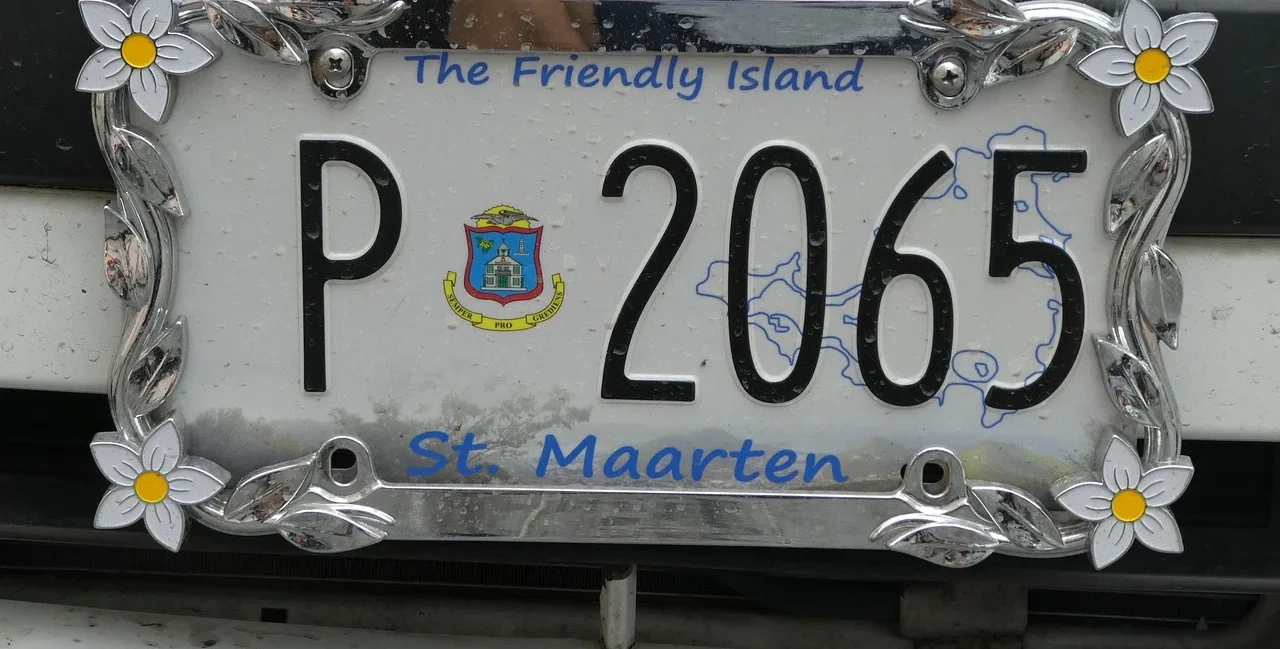 The Friendly Island
P 2065
SEMPER PRO GREDIENS
St. Maarten